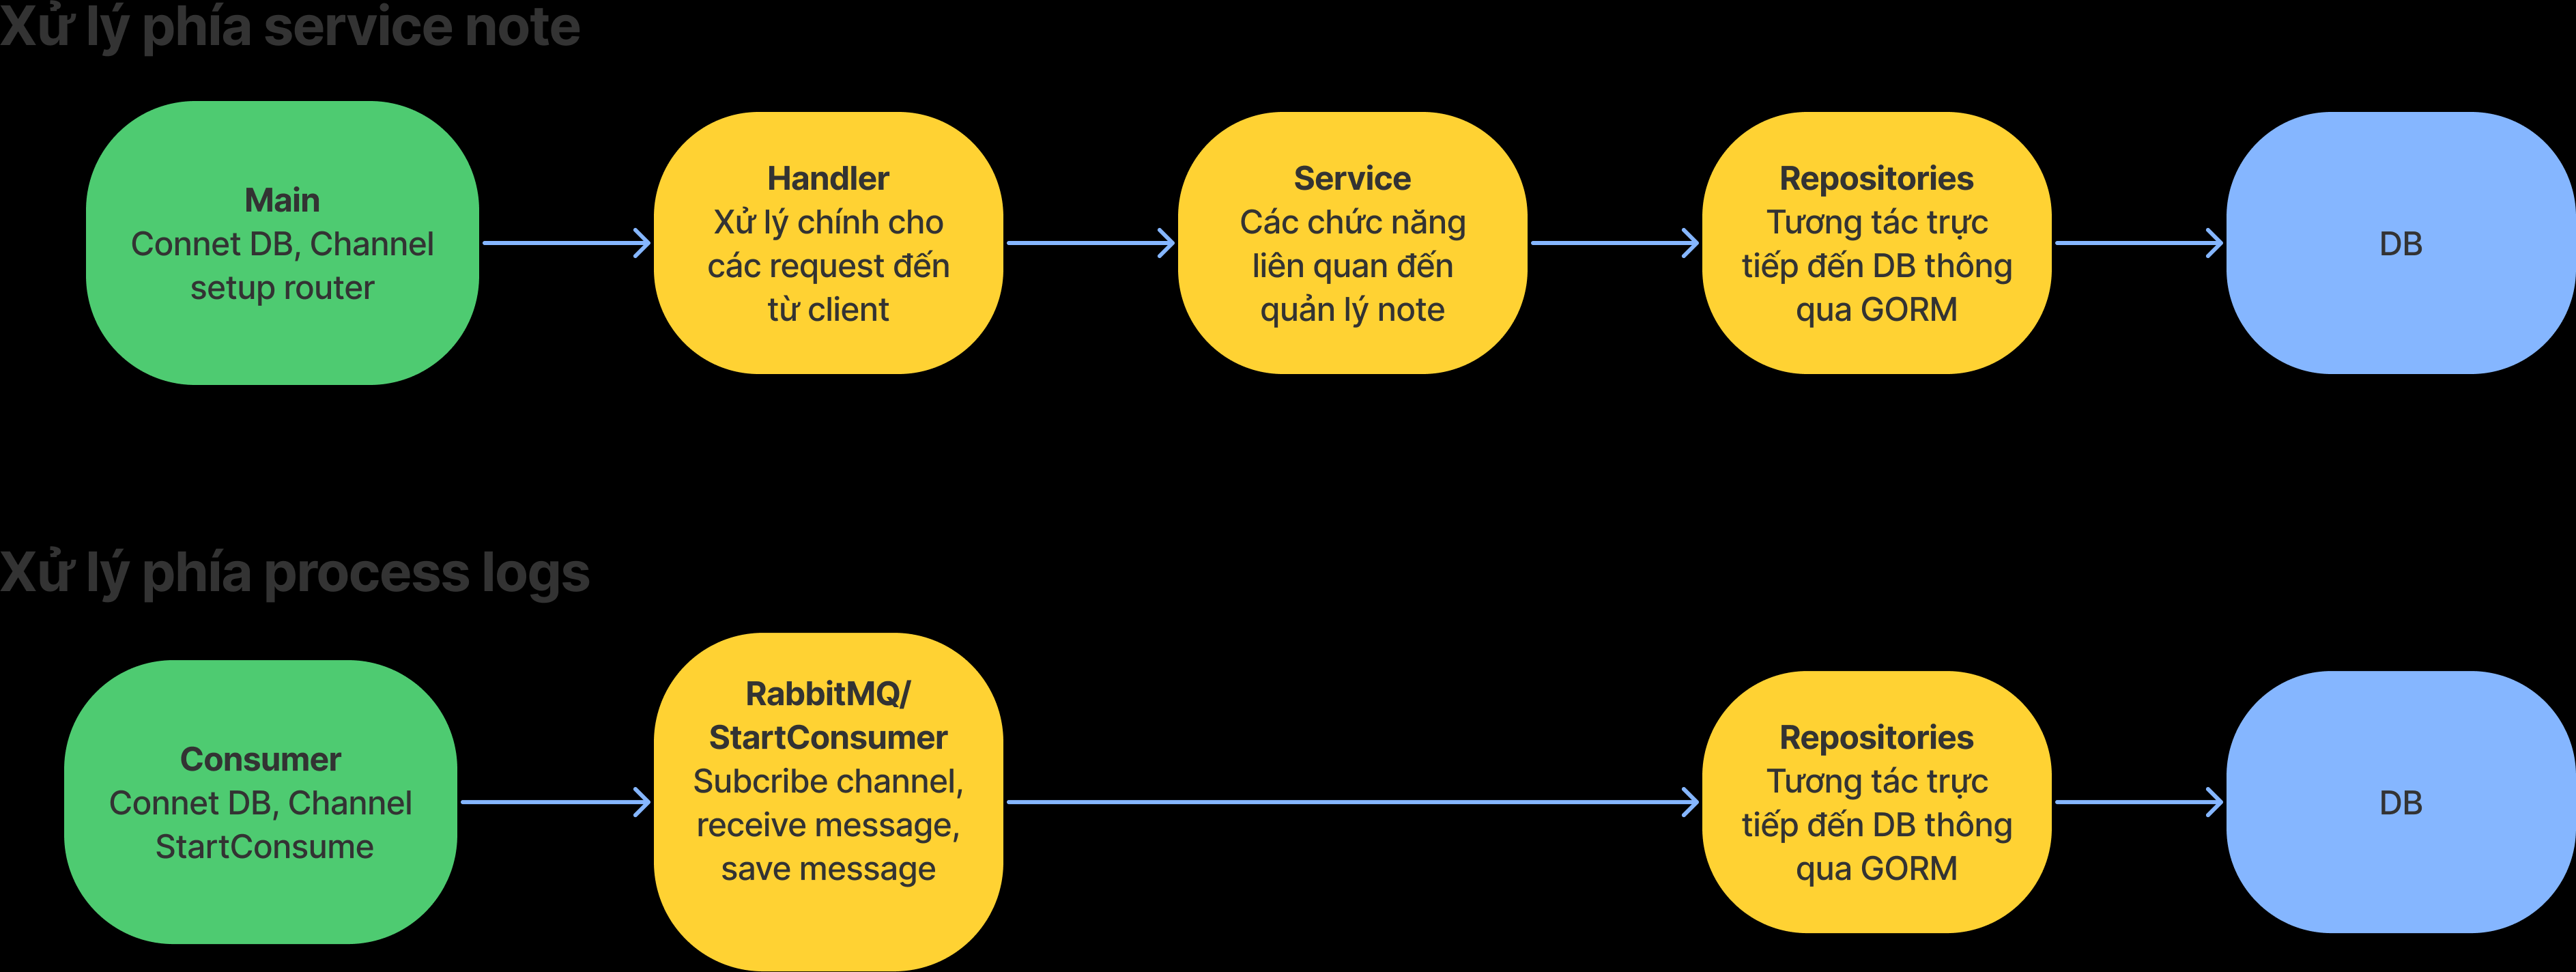 Xử lý phía service note
Main
Connet DB, Channel
setup router
Handler
Xử lý chính cho
các request đến
từ client
Service
Các chức năng
liên quan đến
quản lý note
Repositories
Tương tác trực
tiếp đến DB thông
qua GORM
DB
Xử lý phía process logs
Consumer
Connet DB, Channel
StartConsume
RabbitMQ/
StartConsumer
Subcribe channel,
receive message,
save message
Repositories
Tương tác trực
tiếp đến DB thông
qua GORM
DB